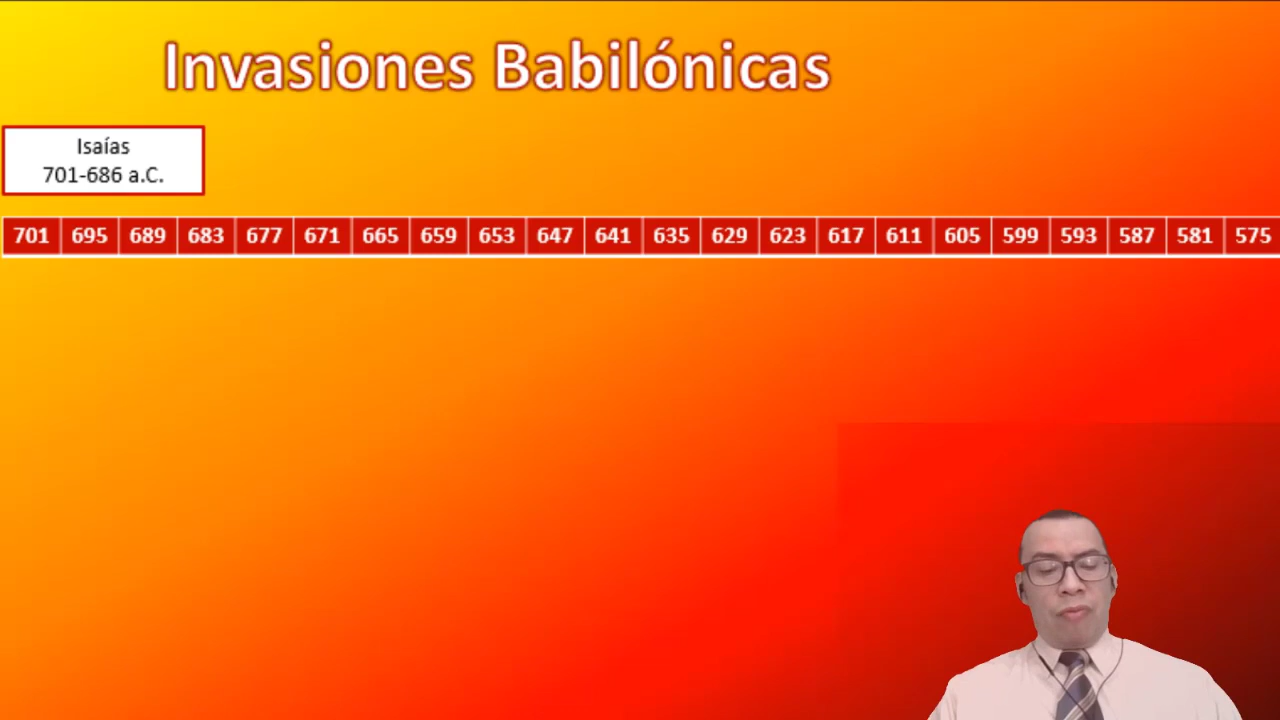 Invasiones Babilónicas
Isaías
701-686 a.C.
701 695 689 683 677 671 665 659 653 647 641 635 629 623 617 611 605 599 593 587 581 575